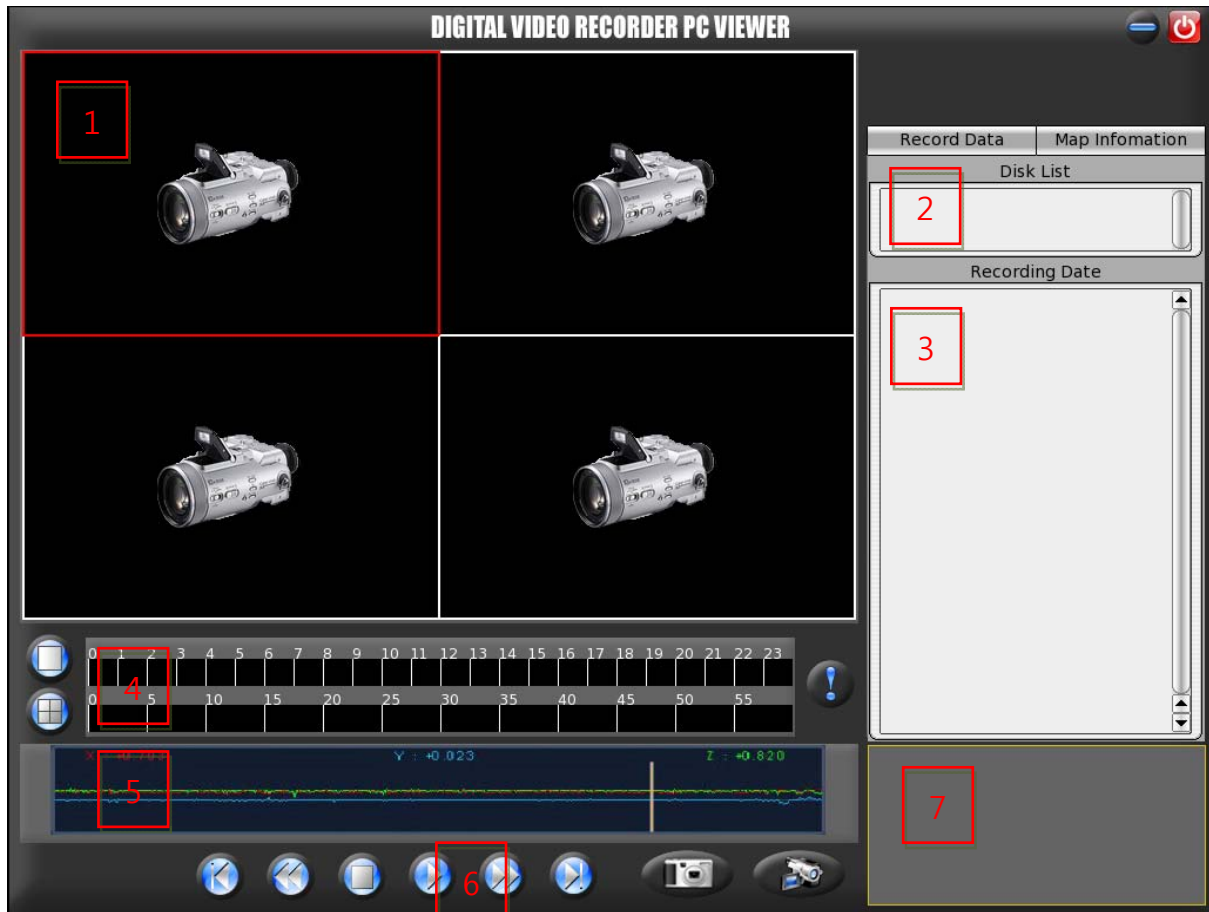 DIGITAL VIDEO RECORDER PC VIEWER
1
Record Data Map Infomation
Disk List
2
Recording Date
3
0 1 2 3 4 5 6 7 8 9 10 11 12 13 14 15 16 17 18 19 20 21 22 23
4
0 5 10 15 20 25 30 35 40 45 50 55
X : Y : +0.023 Z : +0.820
5
6
7